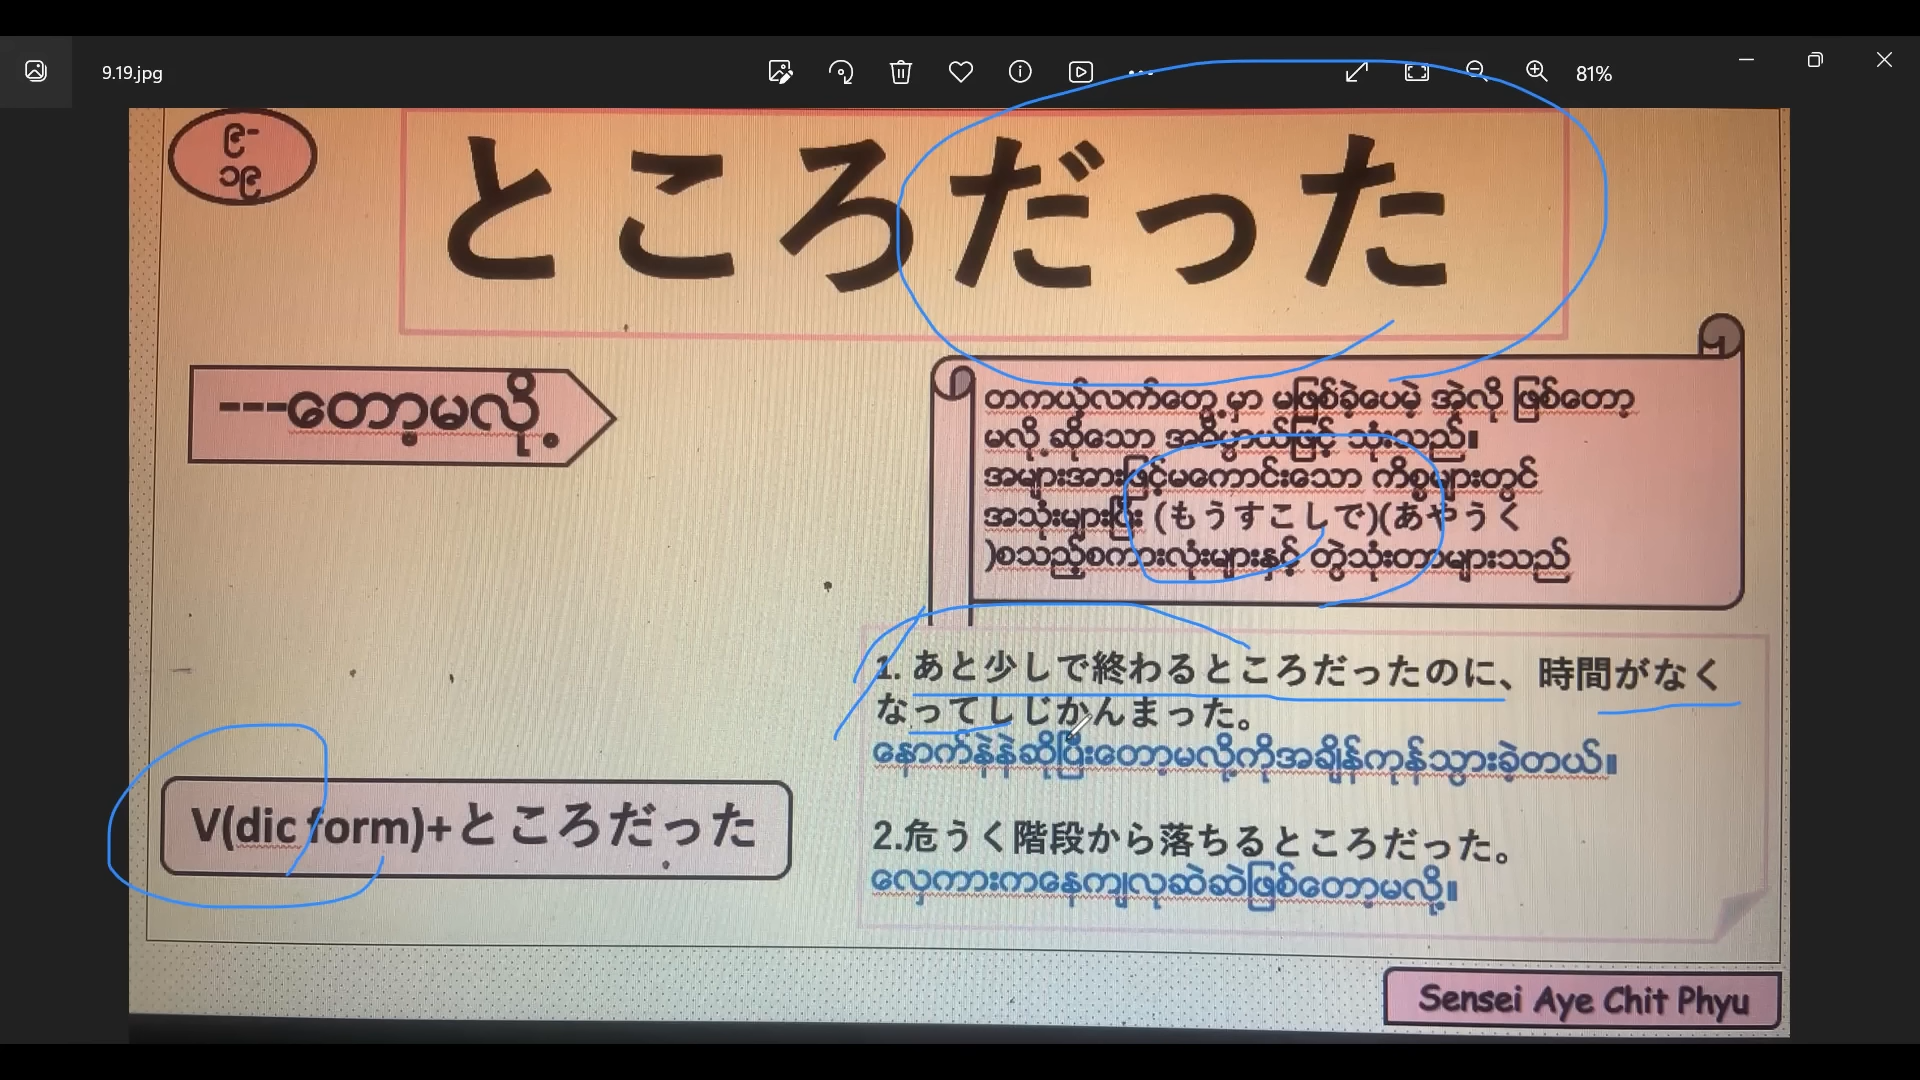 9.19.jpg
81%
၉-
၁၉
ところだった
---တော့မလို့
တကယ့်လက်တွေ့မှာ မဖြစ်ခဲ့ပေမဲ့ အဲ့လို ဖြစ်တော့
မလို့ဆိုသော အဓိပ္ပာယ်ဖြင့် သုံးသည်။
အများအားဖြင့်မကောင်းသော ကိစ္စများတွင်
အသုံးများပြီး (もうすこしで)(あやうく
)စသည့်စကားလုံးများနှင့် တွဲသုံးတာများသည်
1. あと少しで終わるところだったのに、時間がなく
なってしじかんまった。
နောက်နဲနဲဆိုပြီးတော့မလို့ကိုအချိန်ကုန်သွားခဲ့တယ်။
V(dic form)+ところだった
2.危うく階段から落ちるところだった。
လှေကားကနေကျလုဆဲဆဲဖြစ်တော့မလို့။
Sensei Aye Chit Phyu